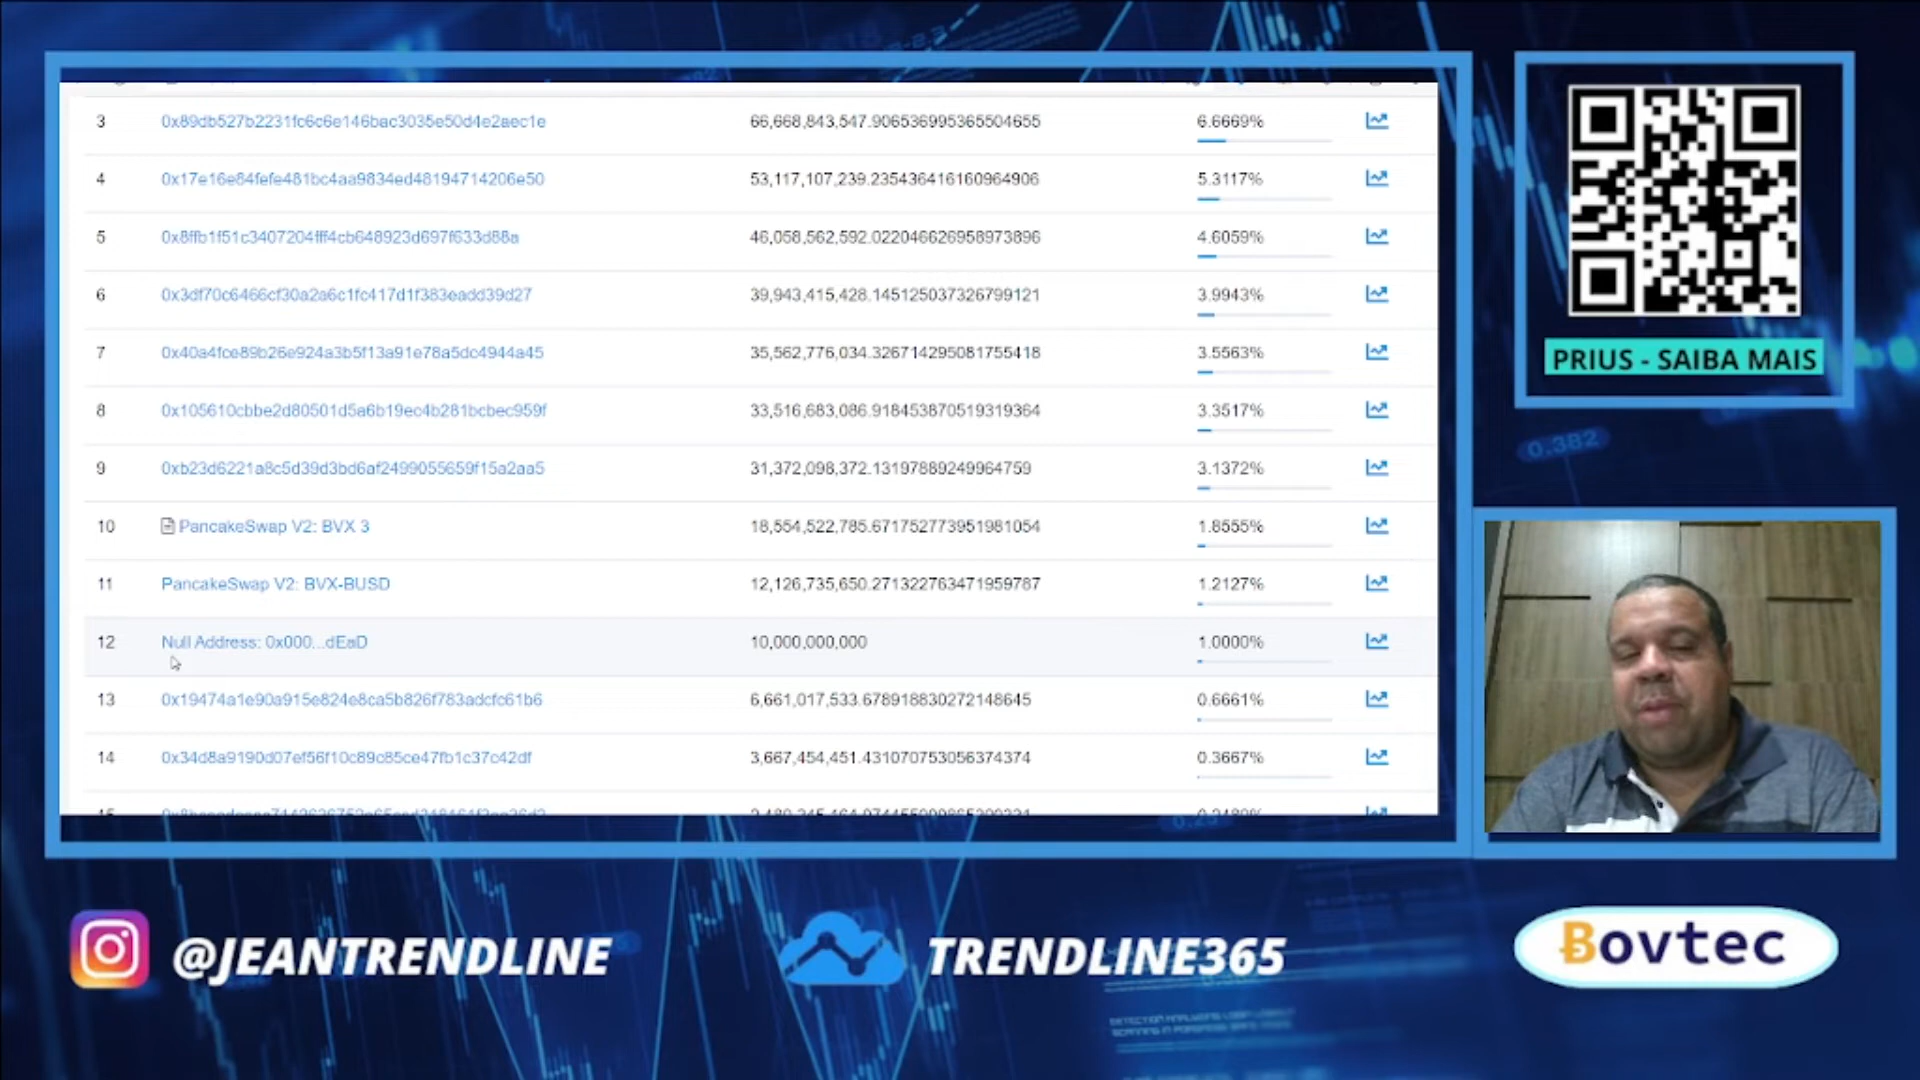 3 0x89db527b2231fc6c6e146bac3035e50d4e2aec1e 66,668,843,547.906536995365504655 6.6669%
4 0x17e16e84fefe481bc4aa9834ed48194714206e50 53,117,107,239.235436416160964906 5.3117%
5 0x8ffb1f51c3407204fff4cb648923d697f633d88a 46,058,562,592.022046626958973896 4.6059%
6 0x3df70c6466cf30a2a6c1fc417d1f383eadd39d27 39,943,415,428.145125037326799121 3.9943%
7 0x40a4fce89b26e924a3b5f13a91e78a5dc4944a45 35,562,776,034.326714295081755418 3.5563%
8 0x105610cbbe2d80501d5a6b19ec4b281bcbec959f 33,516,683,086.918453870519319364 3.3517%
9 0xb23d6221a8c5d39d3bd6af2499055659f15a2aa5 31,372,098,372.13197889249964759 3.1372%
10 PancakeSwap V2: BVX 3 18,554,522,785.671752773951981054 1.8555%
11 PancakeSwap V2: BVX-BUSD 12,126,735,650.271322763471959787 1.2127%
12 Null Address: 0x000...dEaD 10,000,000,000 1.0000%
13 0x19474a1e90a915e824e8ca5b826f783adcfc61b6 6,661,017,533.678918830272148645 0.6661%
14 0x34d8a9190d07ef56f10c89c85ce47fb1c37c42df 3,667,454,451.431070753056374374 0.3667%
PRIUS - SAIBA MAIS
0.382
@JEANTRENDLINE
TRENDLINE365
Bovtec